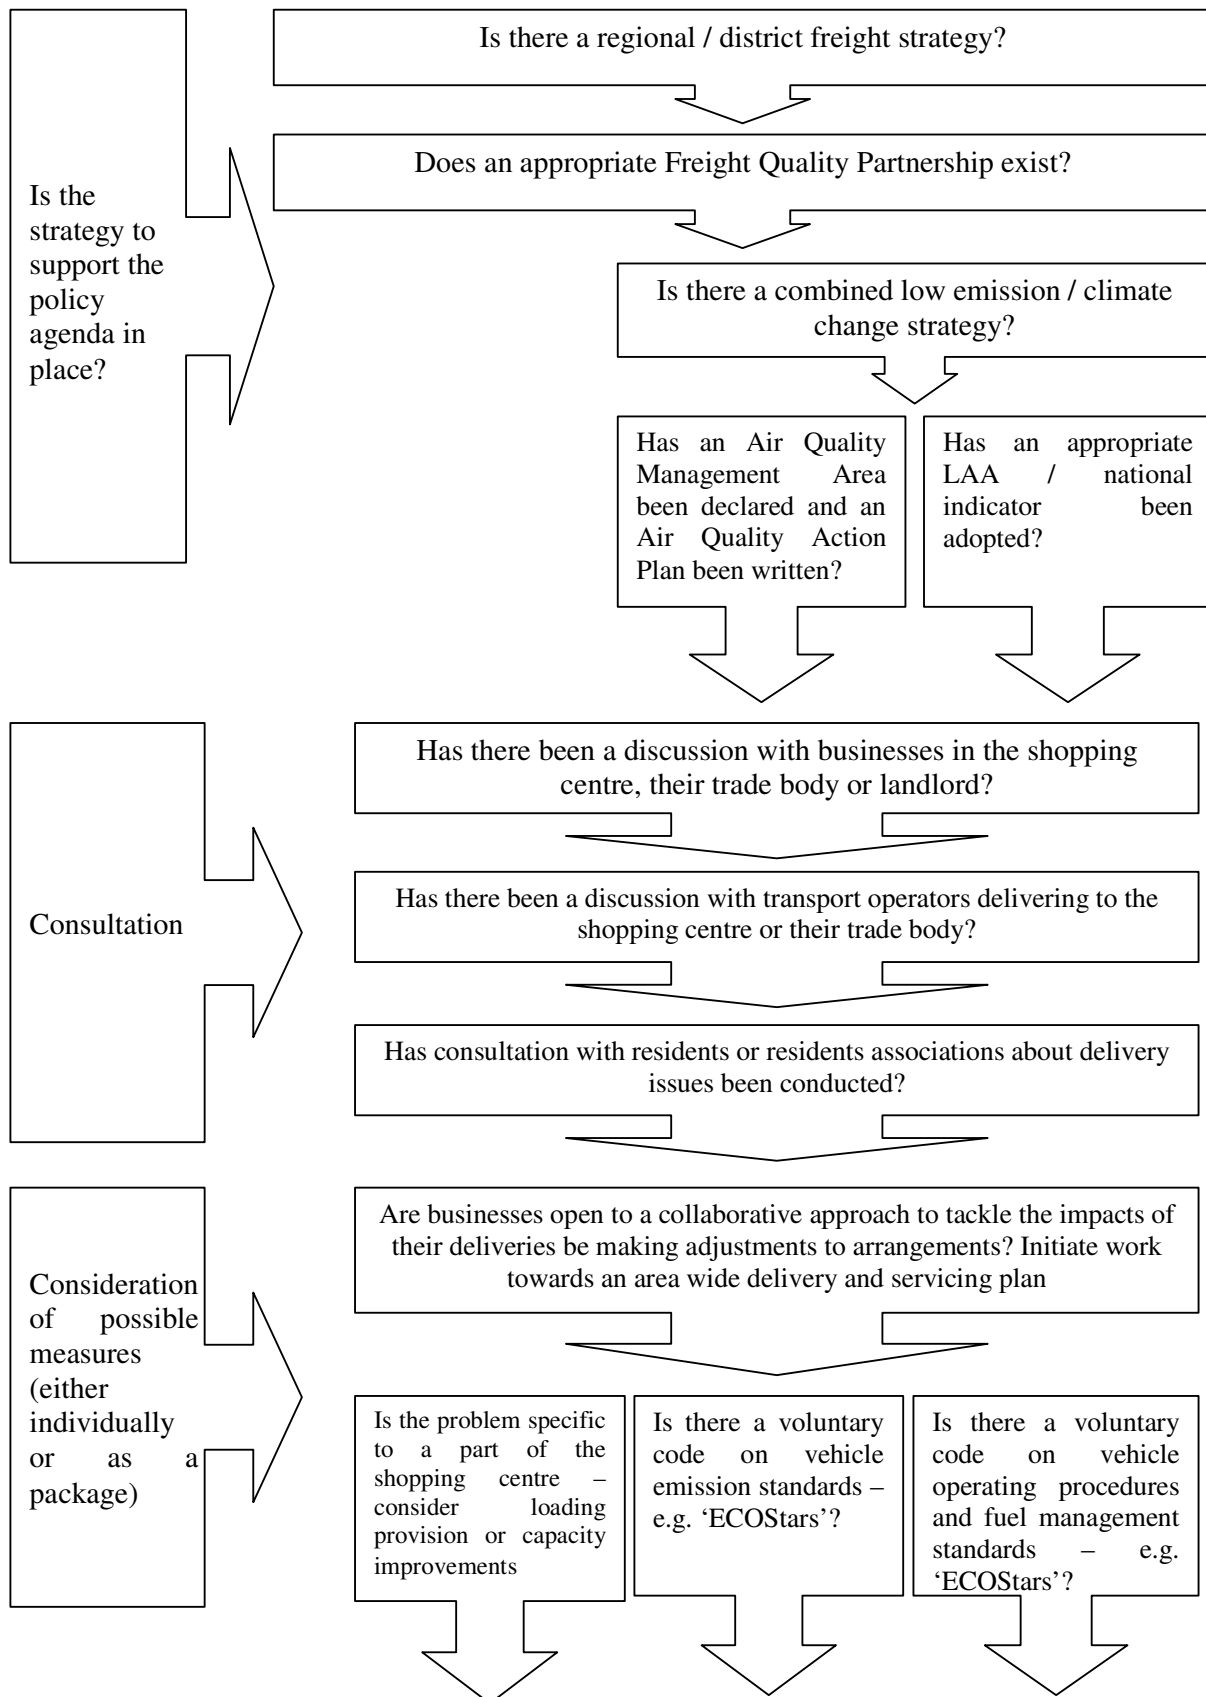 Is there a regional / district freight strategy?
Does an appropriate Freight Quality Partnership exist?
Is the
strategy to
support the
policy
agenda in
place?
Is there a combined low emission / climate
change strategy?
Has an Air Quality
Management Area
been declared and an
Air Quality Action
Plan been written?
Has an appropriate
LAA / national
indicator been
adopted?
Consultation
Has there been a discussion with businesses in the shopping
centre, their trade body or landlord?
Has there been a discussion with transport operators delivering to the
shopping centre or their trade body?
Has consultation with residents or residents associations about delivery
issues been conducted?
Consideration
of possible
measures
(either
individually
or as a
package)
Are businesses open to a collaborative approach to tackle the impacts of
their deliveries be making adjustments to arrangements? Initiate work
towards an area wide delivery and servicing plan
Is the problem specific
to a part of the
shopping centre –
consider loading
provision or capacity
improvements
Is there a voluntary
code on vehicle
emission standards –
e.g. ‘ECOStars’?
Is there a voluntary
code on vehicle
operating procedures
and fuel management
standards – e.g.
‘ECOStars’?